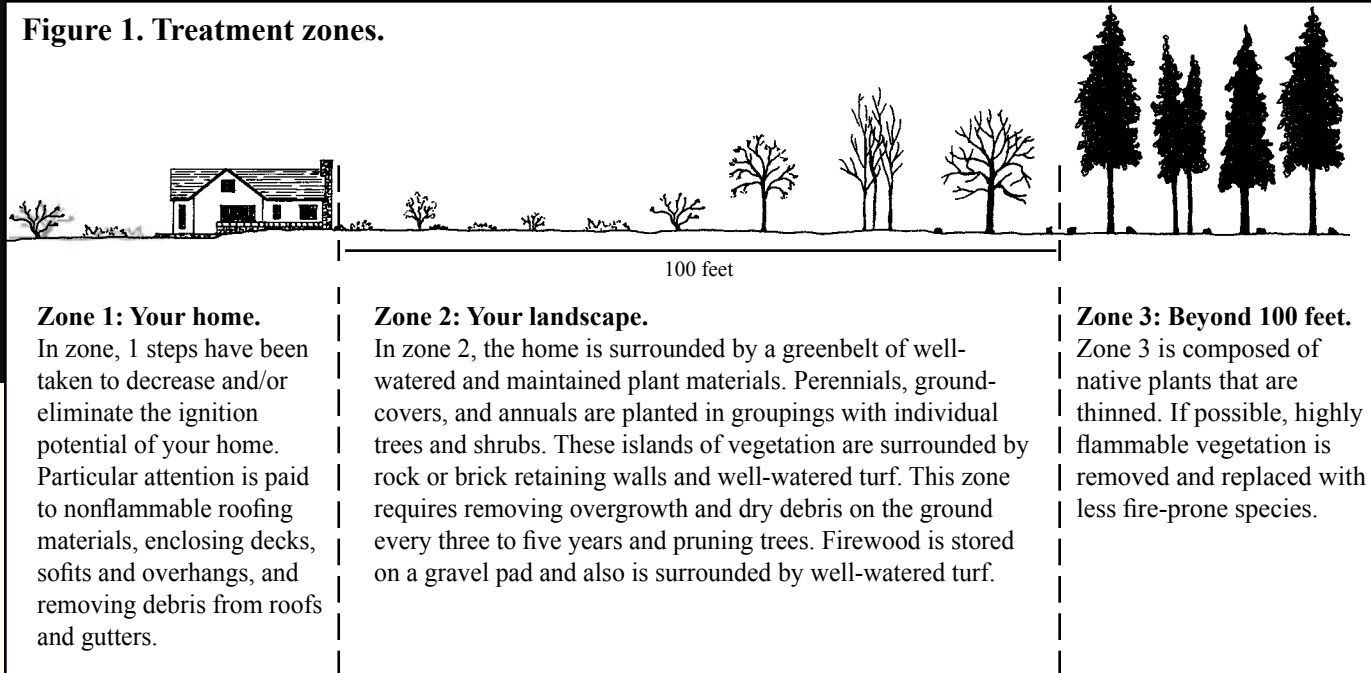 Figure 1. Treatment zones.
100 feet
Zone 1: Your home.
In zone, 1 steps have been
taken to decrease and/or
eliminate the ignition
potential of your home.
Particular attention is paid
to nonflammable roofing
materials, enclosing decks,
sofits and overhangs, and
removing debris from roofs
and gutters.
Zone 2: Your landscape.
In zone 2, the home is surrounded by a greenbelt of well-
watered and maintained plant materials. Perennials, ground-
covers, and annuals are planted in groupings with individual
trees and shrubs. These islands of vegetation are surrounded by
rock or brick retaining walls and well-watered turf. This zone
requires removing overgrowth and dry debris on the ground
every three to five years and pruning trees. Firewood is stored
on a gravel pad and also is surrounded by well-watered turf.
Zone 3: Beyond 100 feet.
Zone 3 is composed of
native plants that are
thinned. If possible, highly
flammable vegetation is
removed and replaced with
less fire-prone species.